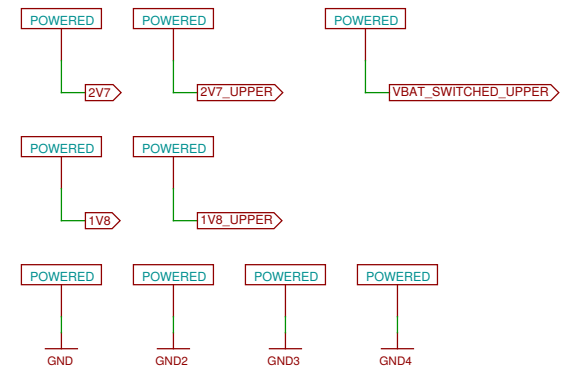 POWERED POWERED POWERED
2V7 2V7_UPPER VBAT_SWITCHED_UPPER
POWERED POWERED
1V8 1V8_UPPER
POWERED POWERED POWERED POWERED
GND GND2 GND3 GND4